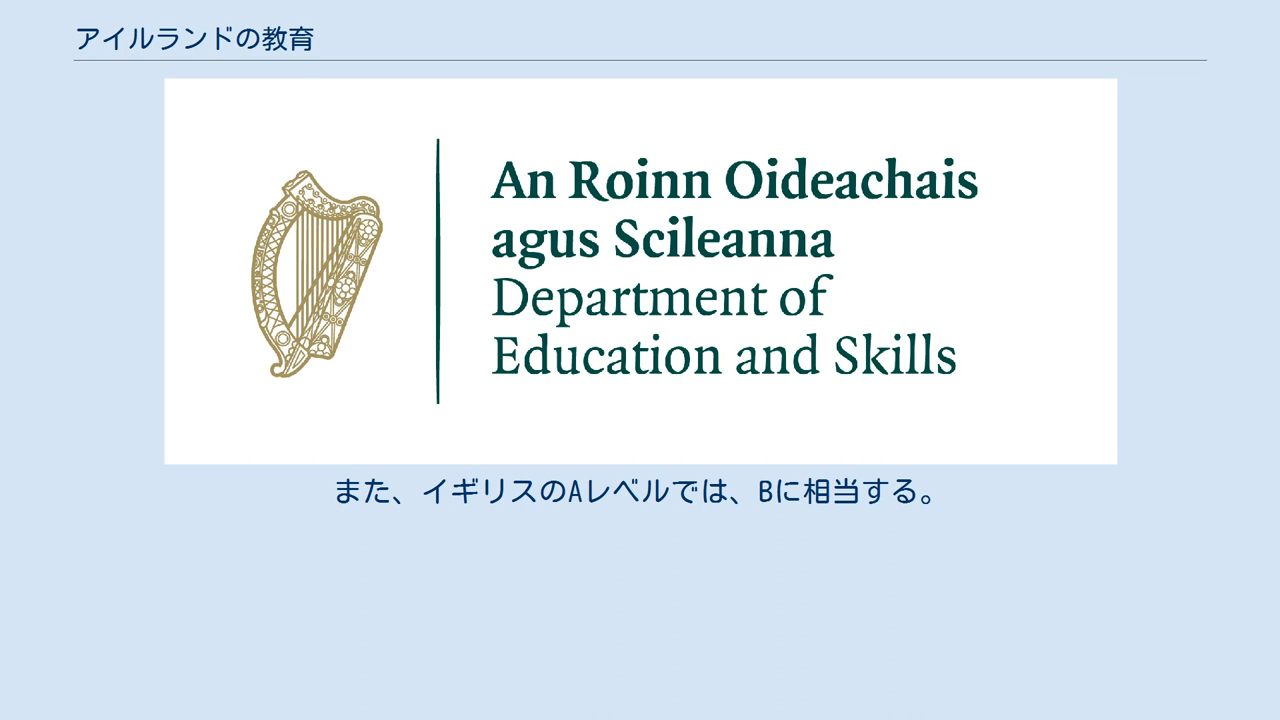 アイルランドの教育
An Roinn Oideachais
agus Scileanna
Department of
Education and Skills
また、イギリスのAレベルでは、Bに相当する。